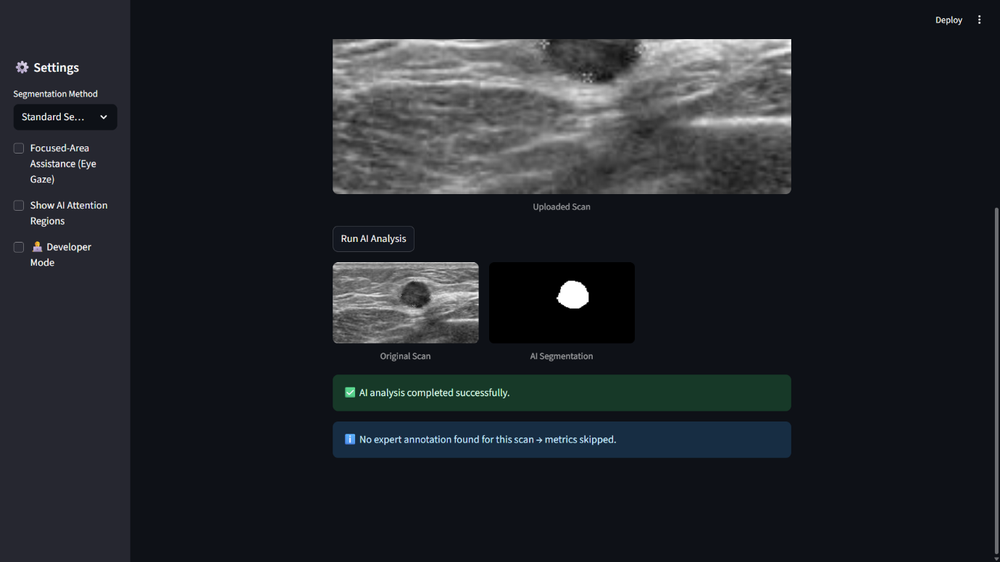 Deploy
Settings
Segmentation Method
Standard Se...
Focused-Area
Assistance (Eye
Gaze)
Show AI Attention
Regions
Developer
Mode
Uploaded Scan
Run AI Analysis
Original Scan
AI Segmentation
AI analysis completed successfully.
No expert annotation found for this scan → metrics skipped.